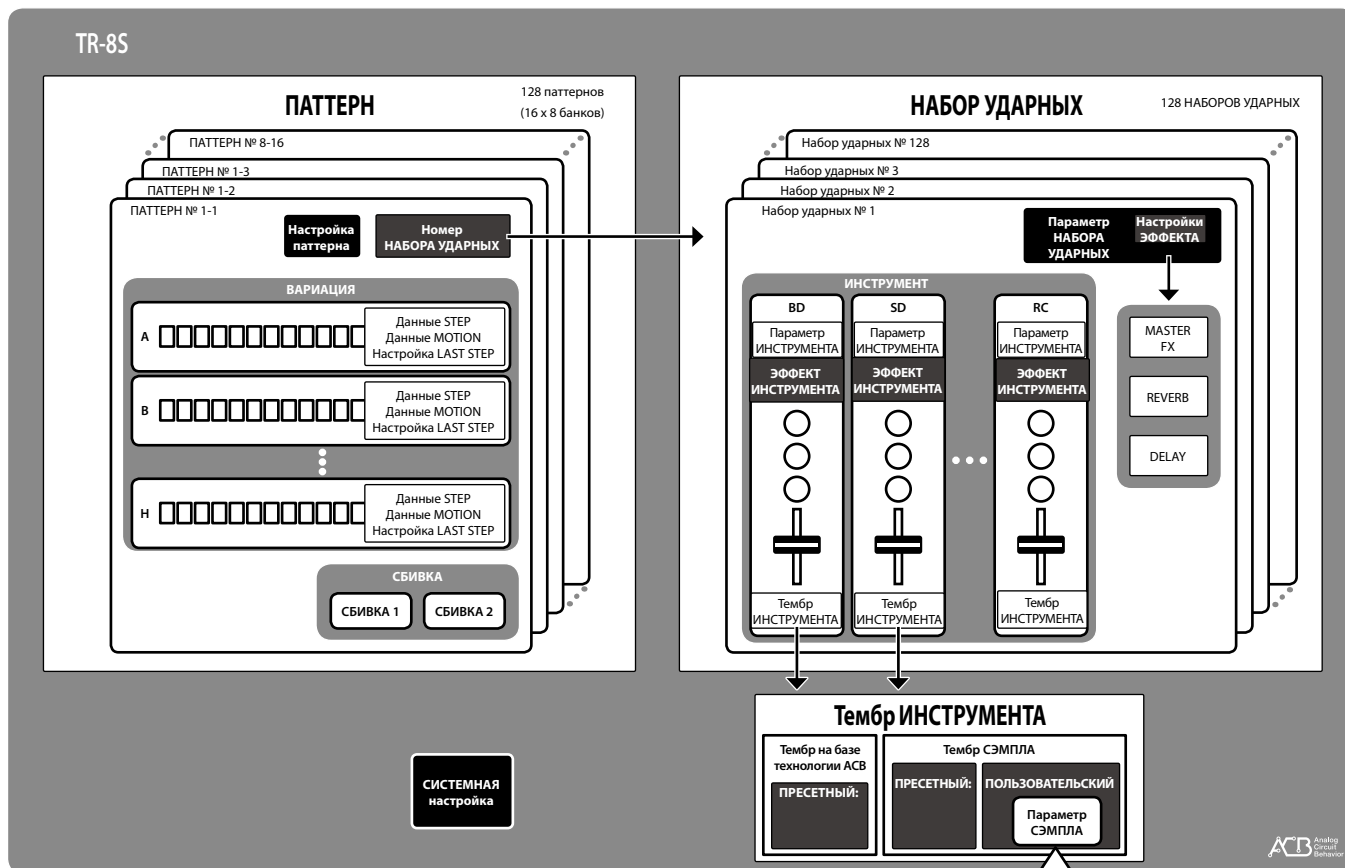 TR-8S
ПАТТЕРН
128 паттернов
(16 x 8 банков)
ПАТТЕРН № 8-16
ПАТТЕРН № 1-3
ПАТТЕРН № 1-2
ПАТТЕРН № 1-1
Настройка
паттерна
Номер
НАБОРА УДАРНЫХ
ВАРИАЦИЯ
A
Данные STEP
Данные MOTION
Настройка LAST STEP
B
Данные STEP
Данные MOTION
Настройка LAST STEP
H
Данные STEP
Данные MOTION
Настройка LAST STEP
СБИВКА
СБИВКА 1
СБИВКА 2
НАБОР УДАРНЫХ
128 НАБОРОВ УДАРНЫХ
Набор ударных № 128
Набор ударных № 3
Набор ударных № 2
Набор ударных № 1
Параметр
НАБОРА
УДАРНЫХ
Настройки
ЭФФЕКТА
ИНСТРУМЕНТ
BD
Параметр
ИНСТРУМЕНТА
ЭФФЕКТ
ИНСТРУМЕНТА
Тембр
ИНСТРУМЕНТА
SD
Параметр
ИНСТРУМЕНТА
ЭФФЕКТ
ИНСТРУМЕНТА
Тембр
ИНСТРУМЕНТА
RC
Параметр
ИНСТРУМЕНТА
ЭФФЕКТ
ИНСТРУМЕНТА
Тембр
ИНСТРУМЕНТА
MASTER
FX
REVERB
DELAY
Тембр ИНСТРУМЕНТА
Тембр на базе
технологии ACB
ПРЕСЕТНЫЙ:
Тембр СЭМПЛА
ПРЕСЕТНЫЙ:
ПОЛЬЗОВАТЕЛЬСКИЙ
Параметр
СЭМПЛА
СИСТЕМНАЯ
настройка
ACB
Analog
Circuit
Behavior